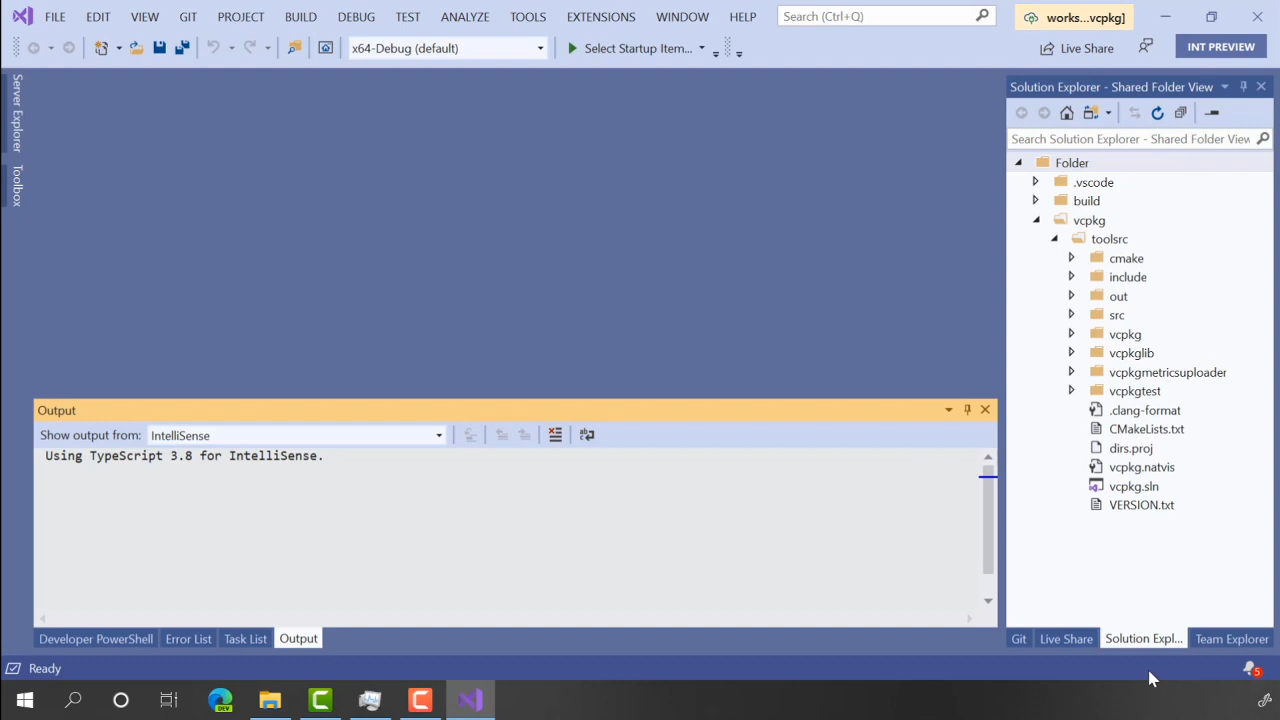 FILE EDIT VIEW GIT PROJECT BUILD DEBUG TEST ANALYZE TOOLS EXTENSIONS WINDOW HELP Search (Ctrl+Q) works...vcpkg]
x64-Debug (default) Select Startup Item... Live Share INT PREVIEW
Server Explorer
Toolbox
Solution Explorer - Shared Folder View
Search Solution Explorer - Shared Folder View
Folder
.vscode
build
vcpkg
toolsrc
cmake
include
out
src
vcpkg
vcpkglib
vcpkgmetricsuploader
vcpkgtest
.clang-format
CMakeLists.txt
dirs.proj
vcpkg.natvis
vcpkg.sln
VERSION.txt
Output
Show output from: IntelliSense
Using TypeScript 3.8 for IntelliSense.
Developer PowerShell Error List Task List Output
Git Live Share Solution Expl... Team Explorer
Ready 5
DEV